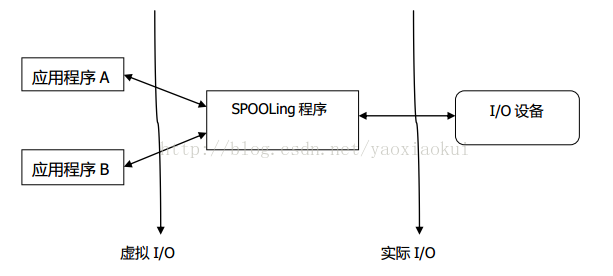 应用程序 A
SPOOLing 程序
I/O 设备
应用程序 B
http://blog.csdn.net/yaoxiaokui
虚拟 I/O
实际 I/O